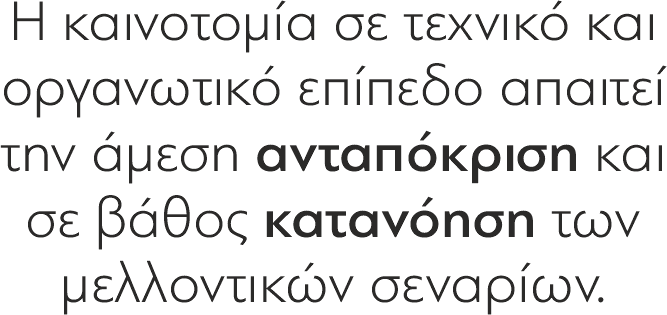 Η καινοτομία σε τεχνικό και
οργανωτικό επίπεδο απαιτεί
την άμεση ανταπόκριση και
σε βάθος κατανόηση των
μελλοντικών σεναρίων.